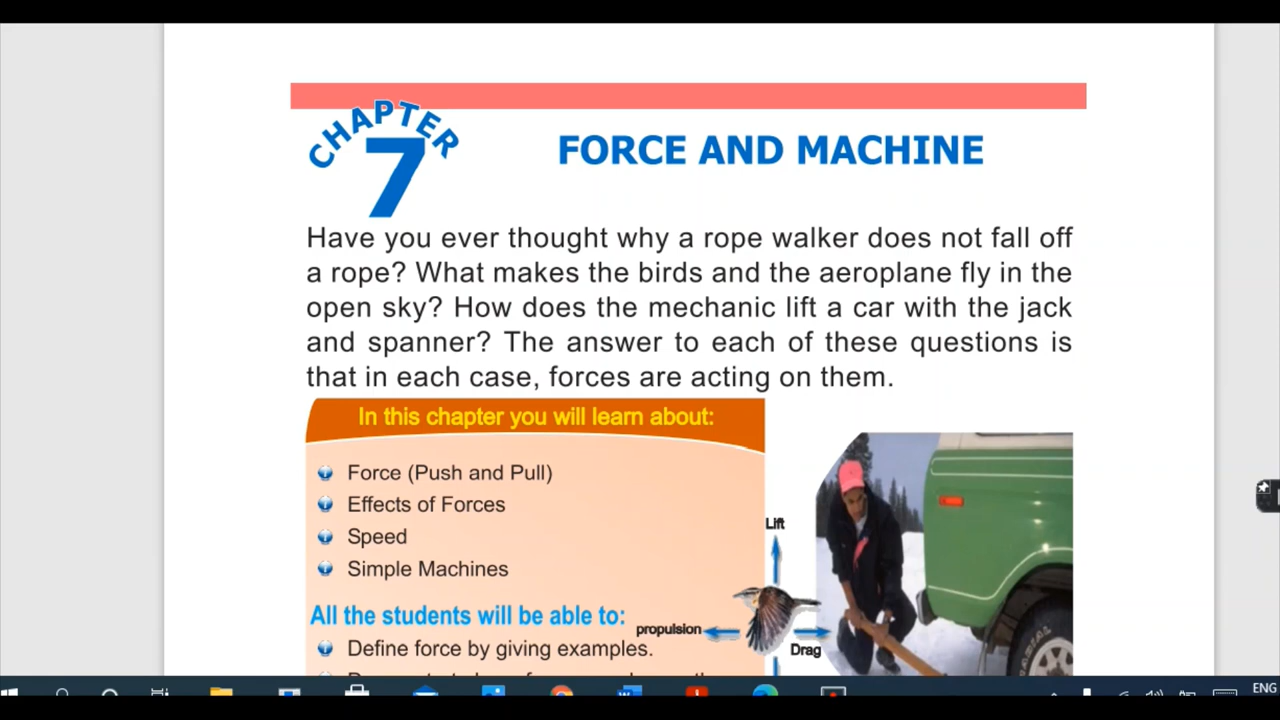 CHAPTER
7
FORCE AND MACHINE
Have you ever thought why a rope walker does not fall off
a rope? What makes the birds and the aeroplane fly in the
open sky? How does the mechanic lift a car with the jack
and spanner? The answer to each of these questions is
that in each case, forces are acting on them.
In this chapter you will learn about:
Force (Push and Pull)
Effects of Forces
Speed
Simple Machines
All the students will be able to:
Define force by giving examples.
Lift
propulsion
Drag
ENG